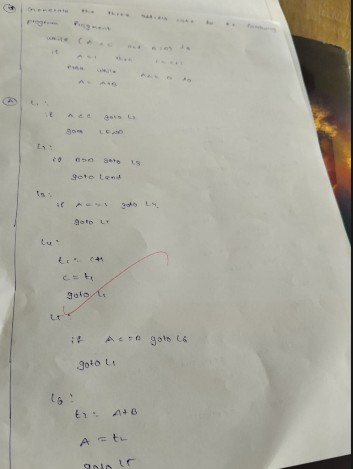 Q Generate the three address code for the following
program fragment
while (A < C and B>D) do
if A = 1 then C = C+1
else while A <= D do
A = A+B
A L1:
if A < C goto L2
goto LEND
L2:
if B>D goto L3
goto Lend
L3:
if A = = 1 goto L4
goto L5
L4:
t1 = C+1
C = t1
goto L1
L5:
if A <= D goto L6
goto L1
L6:
t2 = A+B
A = t2
goto L5